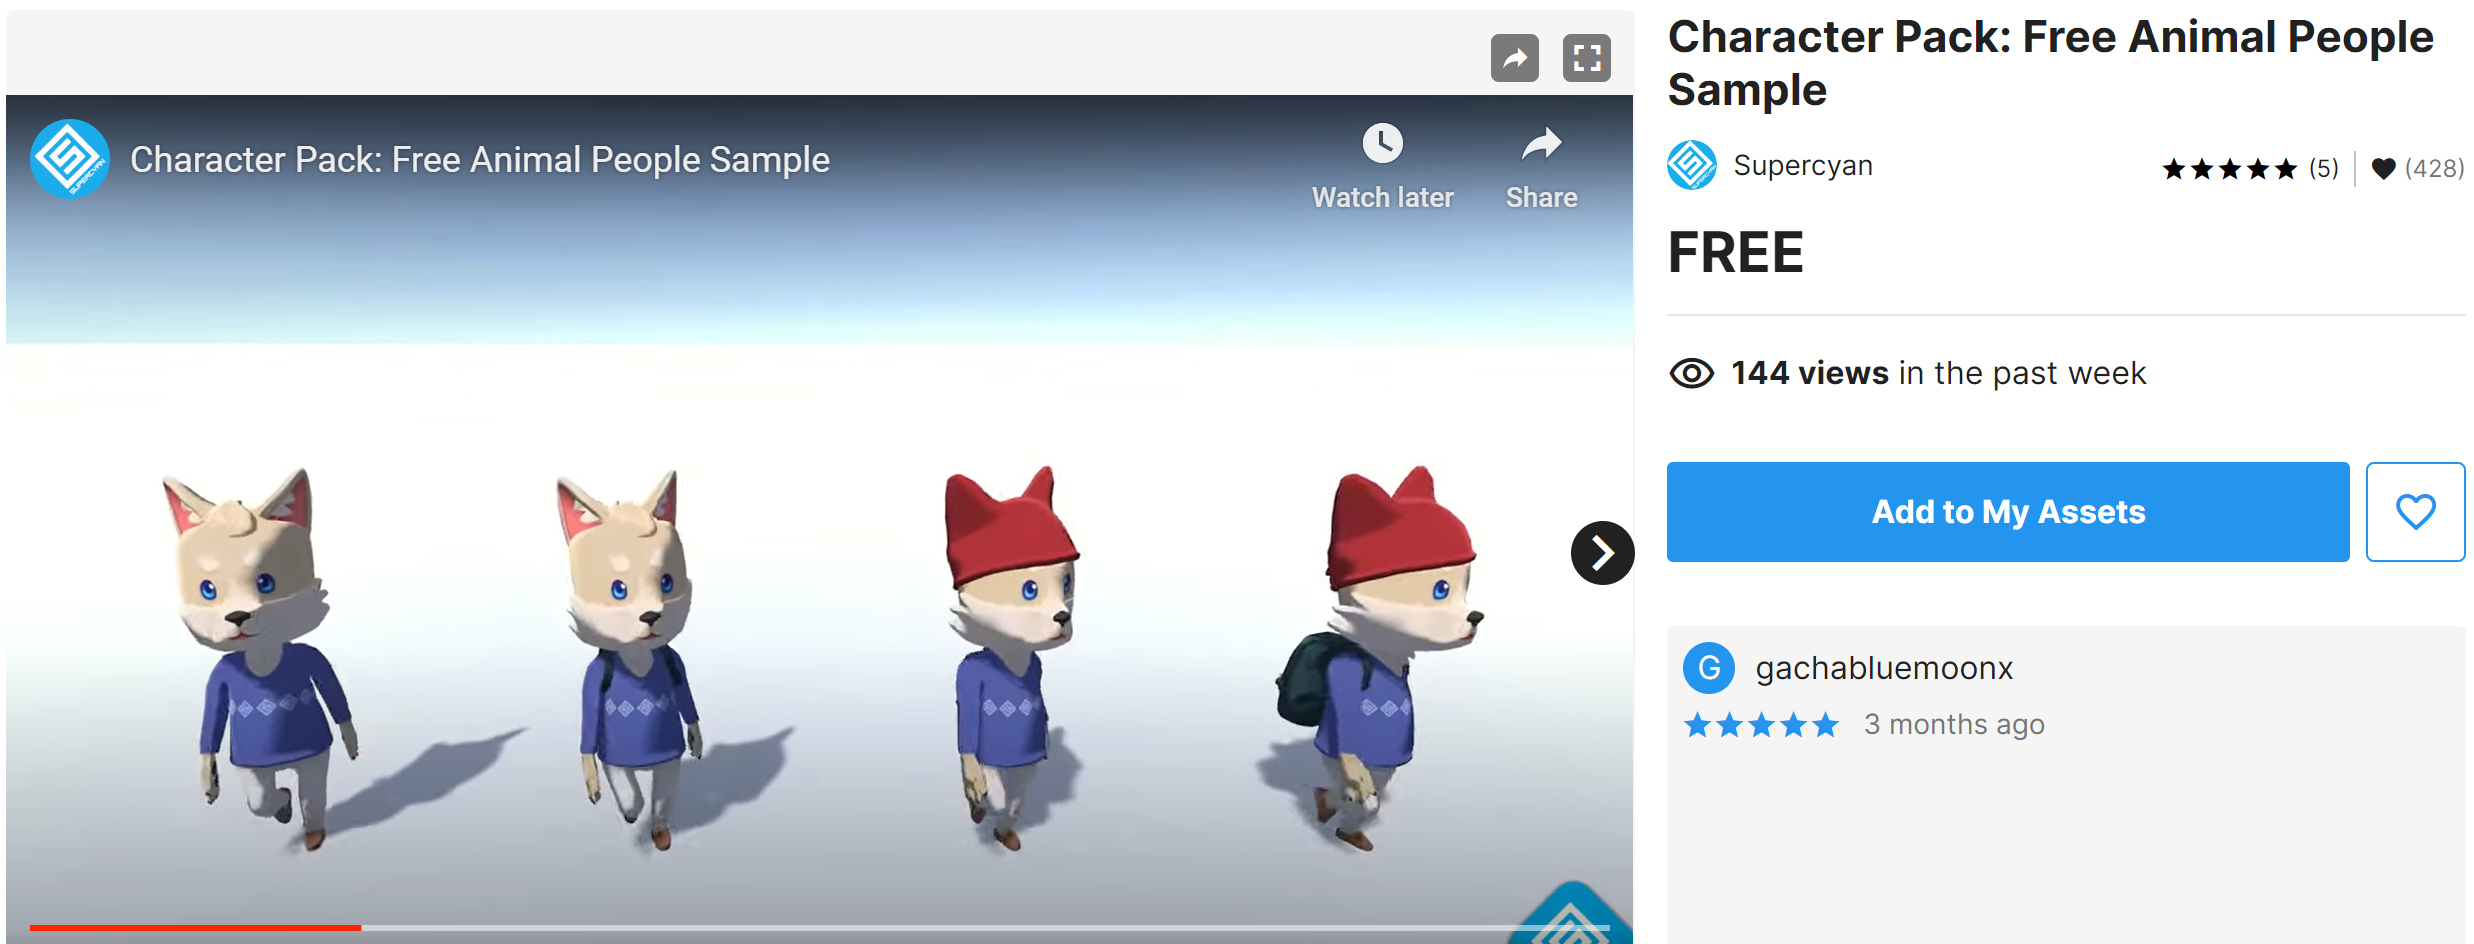 Character Pack: Free Animal People Sample
SUPERCYAN
Watch later
Share
Character Pack: Free Animal People
Sample
Supercyan
(5)
(428)
FREE
144 views in the past week
Add to My Assets
G
gachabluemoonx
3 months ago